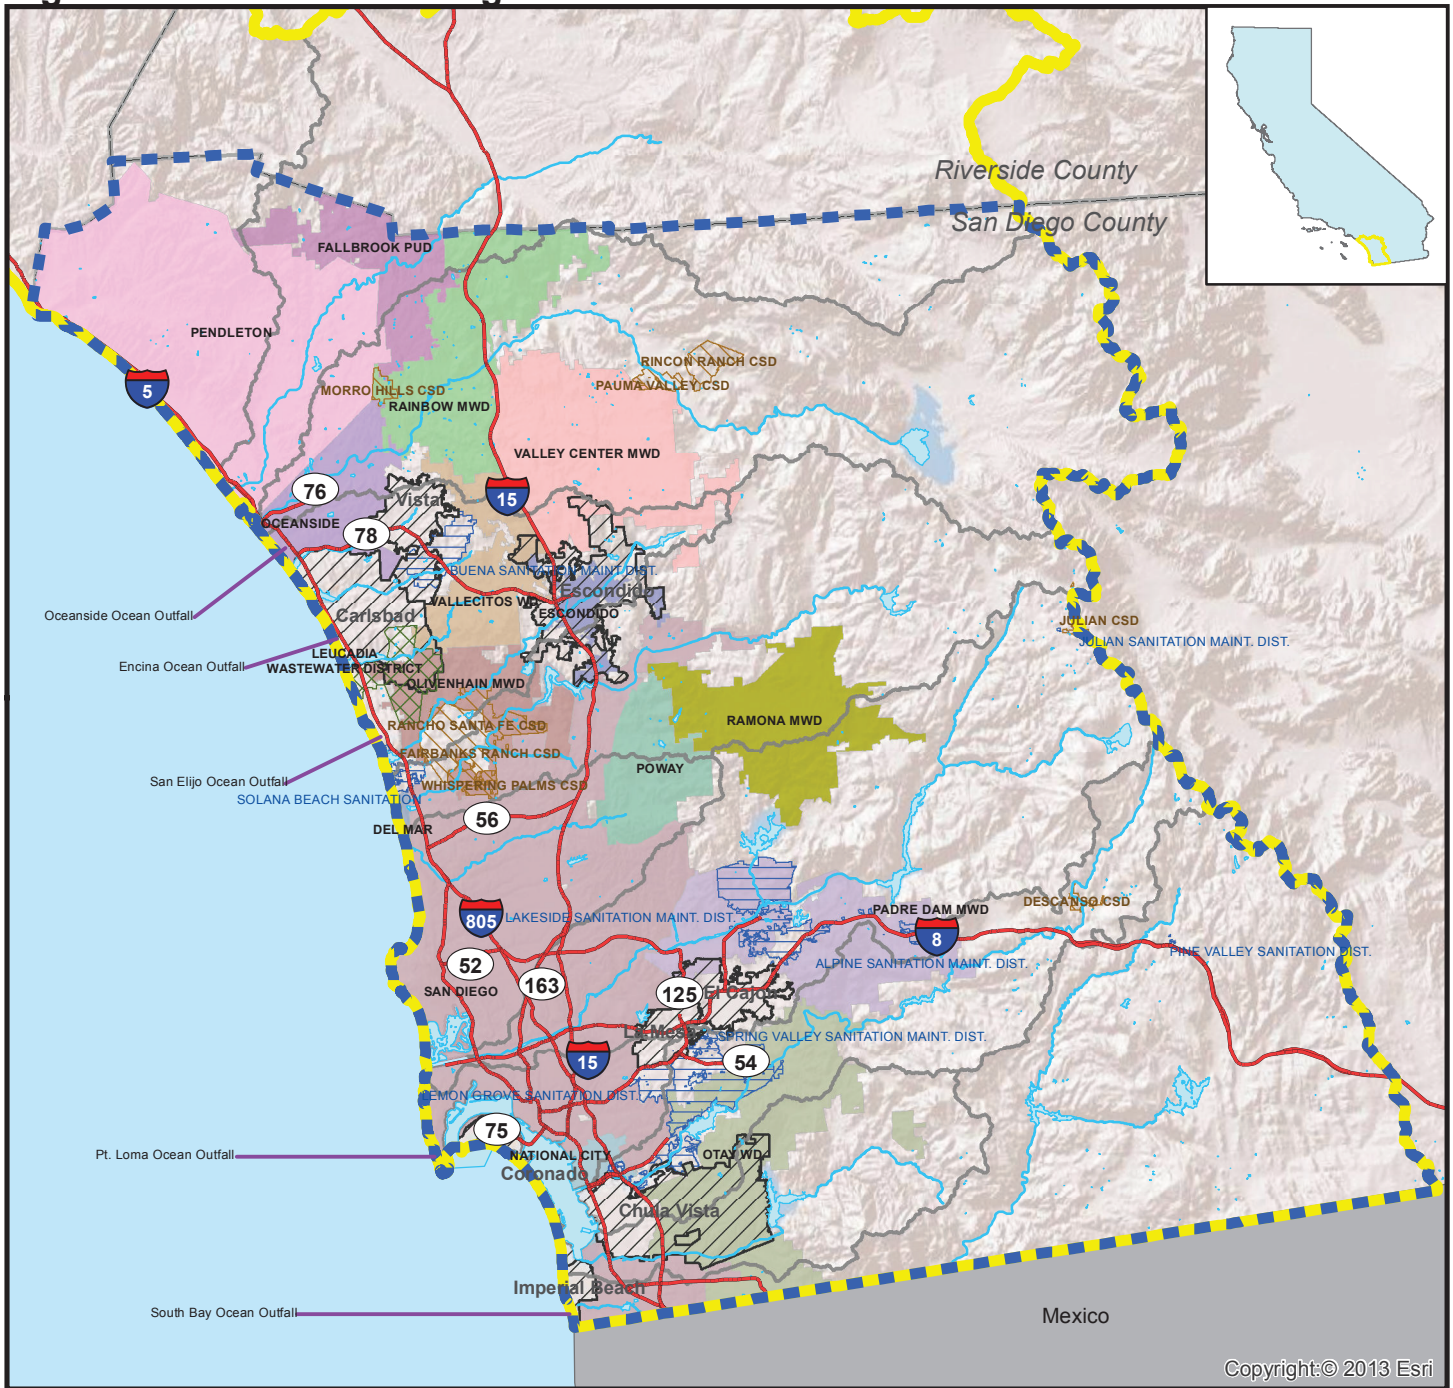 Riverside County
San Diego County
FALLBROOK PUD
PENDLETON
5
RINCON RANCH CSD
PAUMA VALLEY CSD
MORRO HILLS CSD
RAINBOW MWD
VALLEY CENTER MWD
76
Vista
15
OCEANSIDE
78
BUENA SANITATION MAINT. DIST.
Escondido
VALLECITOS WD
ESCONDIDO
Oceanside Ocean Outfall
Carlsbad
JULIAN CSD
JULIAN SANITATION MAINT. DIST.
LEUCADIA
WASTEWATER DISTRICT
Encina Ocean Outfall
OLIVENHAIN MWD
RANCHO SANTA FE CSD
RAMONA MWD
FAIRBANKS RANCH CSD
POWAY
San Elijo Ocean Outfall
WHISPERING PALMS CSD
SOLANA BEACH SANITATION
56
DEL MAR
805
LAKESIDE SANITATION MAINT. DIST.
PADRE DAM MWD
DESCANSO CSD
8
PINE VALLEY SANITATION DIST.
52
ALPINE SANITATION MAINT. DIST.
163
SAN DIEGO
125
El Cajon
La Mesa
SPRING VALLEY SANITATION MAINT. DIST.
15
54
LEMON GROVE SANITATION DIST.
75
Pt. Loma Ocean Outfall
NATIONAL CITY
OTAY WD
Coronado
Chula Vista
Imperial Beach
South Bay Ocean Outfall
Mexico
Copyright:© 2013 Esri